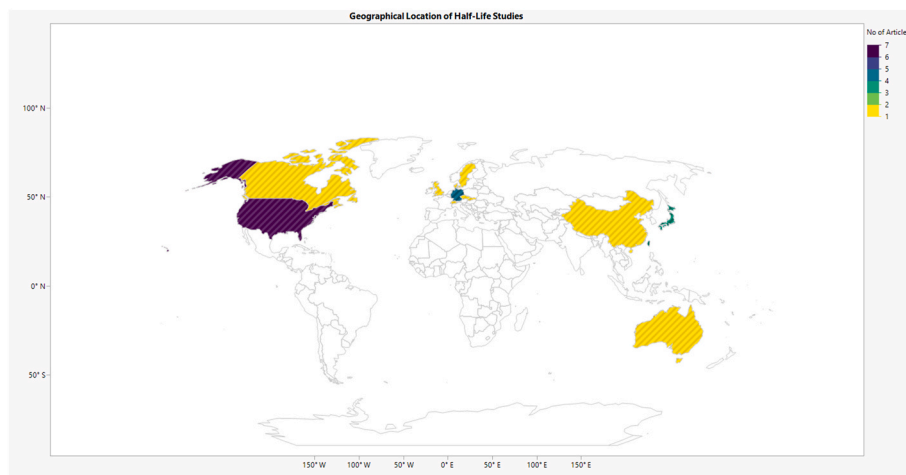 Geographical Location of Half-Life Studies
No of Article
7
6
5
4
3
2
1
100° N
50° N
0° N
50° S
150° W
100° W
50° W
0° E
50° E
100° E
150° E